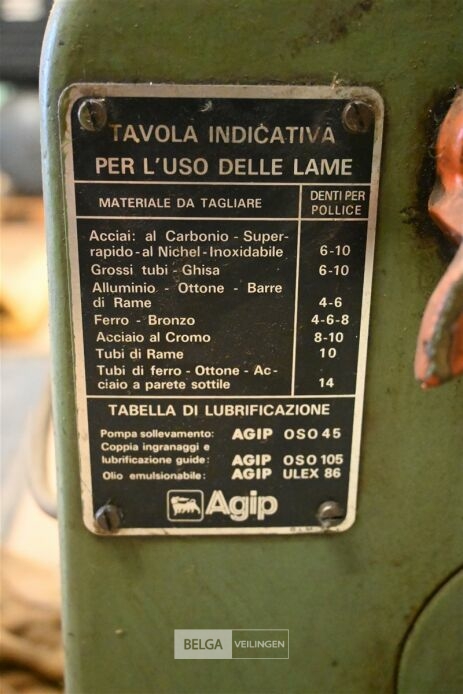 TAVOLA INDICATIVA
PER L'USO DELLE LAME
MATERIALE DA TAGLIARE
DENTI PER
POLLICE
Acciai: al Carbonio - Super-
rapido - al Nichel - Inoxidabile 6-10
Grossi tubi - Ghisa 6-10
Alluminio - Ottone - Barre
di Rame 4-6
Ferro - Bronzo 4-6-8
Acciaio al Cromo 8-10
Tubi di Rame 10
Tubi di ferro - Ottone - Ac-
ciaio a parete sottile 14
TABELLA DI LUBRIFICAZIONE
Pompa sollevamento: AGIP OSO 45
Coppia ingranaggi e
lubrificazione guide: AGIP OSO 105
Olio emulsionabile: AGIP ULEX 86
Agip
BELGA VEILINGEN